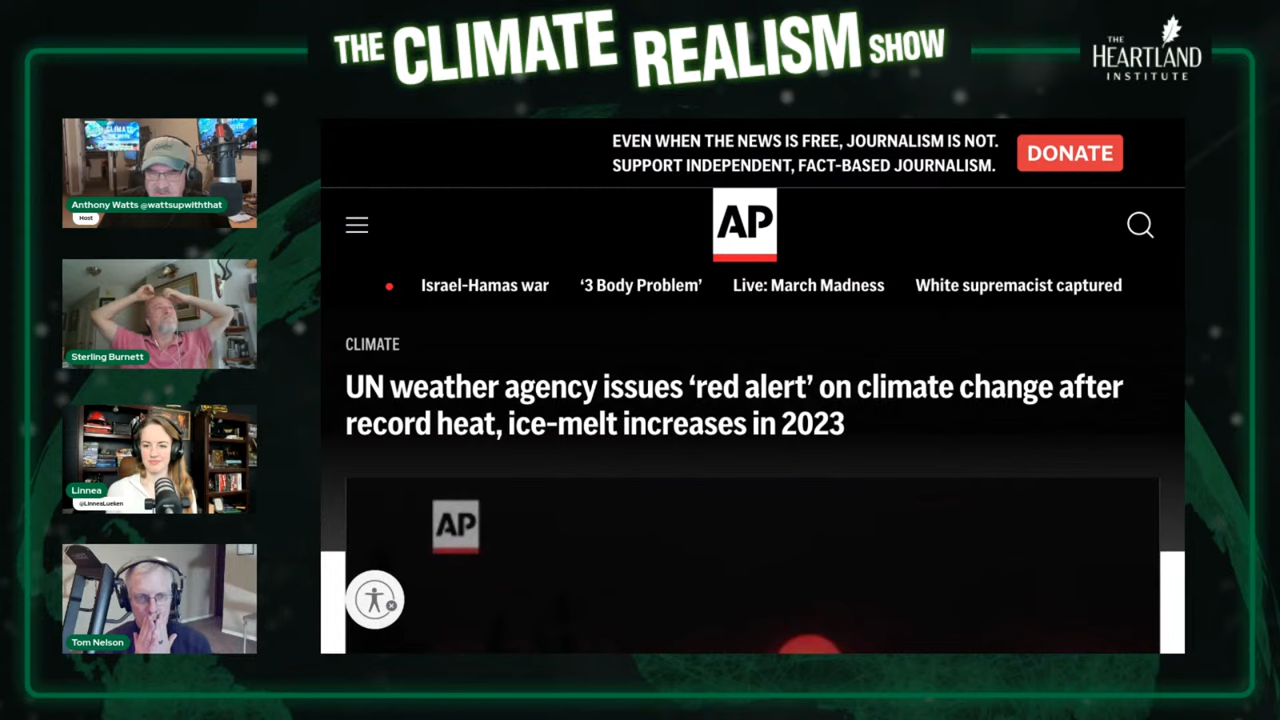 THE CLIMATE REALISM SHOW
THE
HEARTLAND
INSTITUTE
Anthony Watts @wattsupwiththat
Host
Sterling Burnett
Linnea
@LinneaLueken
Tom Nelson
EVEN WHEN THE NEWS IS FREE, JOURNALISM IS NOT.
SUPPORT INDEPENDENT, FACT-BASED JOURNALISM.
DONATE
AP
Israel-Hamas war ‘3 Body Problem’ Live: March Madness White supremacist captured
CLIMATE
UN weather agency issues ‘red alert’ on climate change after
record heat, ice-melt increases in 2023
AP